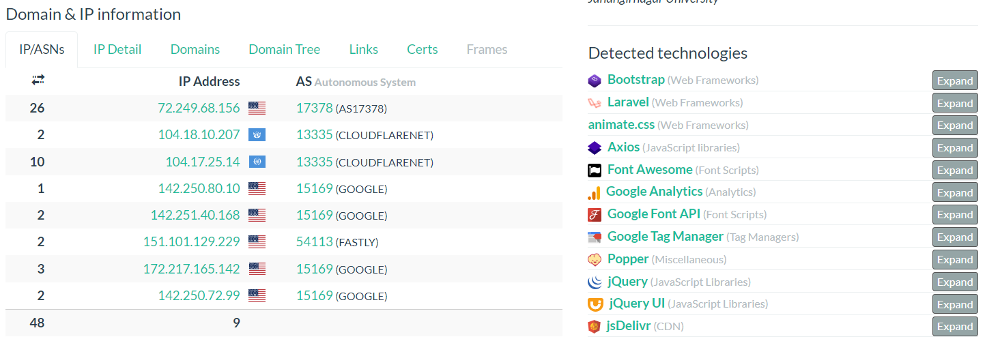 Jahangirnagar University
Domain & IP information
IP/ASNs IP Detail Domains Domain Tree Links Certs Frames
IP Address AS Autonomous System
26 72.249.68.156 17378 (AS17378)
2 104.18.10.207 13335 (CLOUDFLARENET)
10 104.17.25.14 13335 (CLOUDFLARENET)
1 142.250.80.10 15169 (GOOGLE)
2 142.251.40.168 15169 (GOOGLE)
2 151.101.129.229 54113 (FASTLY)
3 172.217.165.142 15169 (GOOGLE)
2 142.250.72.99 15169 (GOOGLE)
48 9
Detected technologies
Bootstrap (Web Frameworks) Expand
Laravel (Web Frameworks) Expand
animate.css (Web Frameworks) Expand
Axios (JavaScript libraries) Expand
Font Awesome (Font Scripts) Expand
Google Analytics (Analytics) Expand
Google Font API (Font Scripts) Expand
Google Tag Manager (Tag Managers) Expand
Popper (Miscellaneous) Expand
jQuery (JavaScript Libraries) Expand
jQuery UI (JavaScript Libraries) Expand
jsDelivr (CDN) Expand